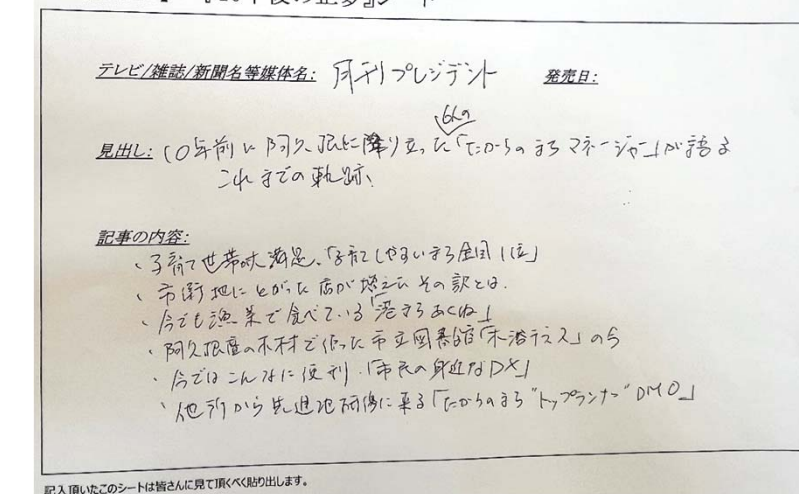 テレビ/雑誌/新聞名等媒体名: 月刊プレジデント 発売日:
6人の
見出し: 10年前に阿久根に降り立った「たからのまちマネージャー」が語る
これまでの軌跡、
記事の内容:
・子育て世帯が大満足、「子育てしやすいまち全国1位」
・市街地にとがった店が増えたその訳とは、
・今でも漁業で食べている「港まちあくね」
・阿久根産の木材で作った市立図書館「木浴テラス」の今
・今ではこんなに便利、「市民の身近なDX」
・他所から先進地研修に来る「たからのまち"トップランナー"DMO」
記入頂いたこのシートは皆さんに見て頂くべく貼り出します。